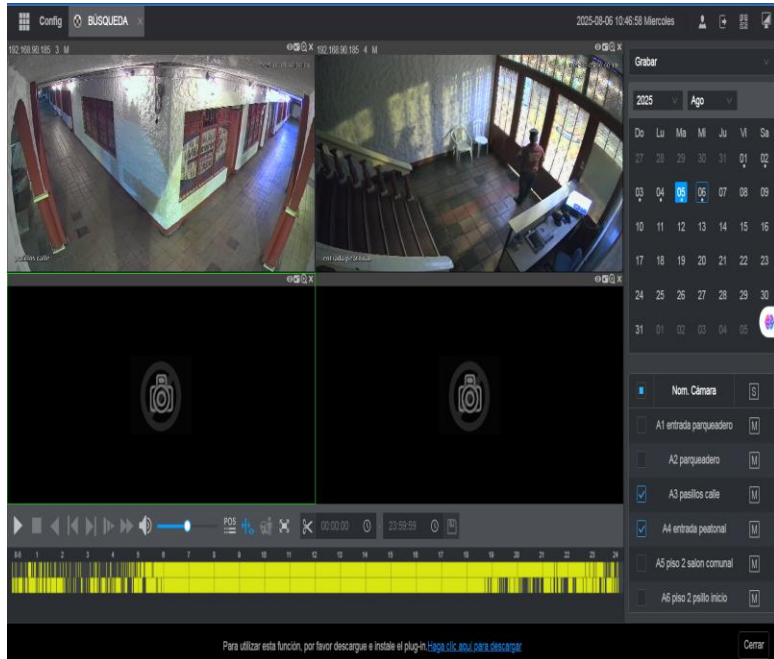 Config BÚSQUEDA X 2025-08-06 10:46:58 Miercoles
192.168.90.185 3 M
192.168.90.185 4 M
pasillos calle
entrada peatonal
Grabar
2025 Ago
Do Lu Ma Mi Ju Vi Sa
27 28 29 30 31 01 02
03 04 05 06 07 08 09
10 11 12 13 14 15 16
17 18 19 20 21 22 23
24 25 26 27 28 29 30
31 01 02 03 04 05
Nom. Cámara S
A1 entrada parqueadero M
A2 parqueadero M
A3 pasillos calle M
A4 entrada peatonal M
A5 piso 2 salon comunal M
A6 piso 2 psillo inicio M
POS 00:00:00 - 23:59:59
1 2 3 4 5 6 7 8 9 10 11 12 13 14 15 16 17 18 19 20 21 22 23 24
Para utilizar esta función, por favor descargue e instale el plug-in.Haga clic aquí para descargar
Cerrar